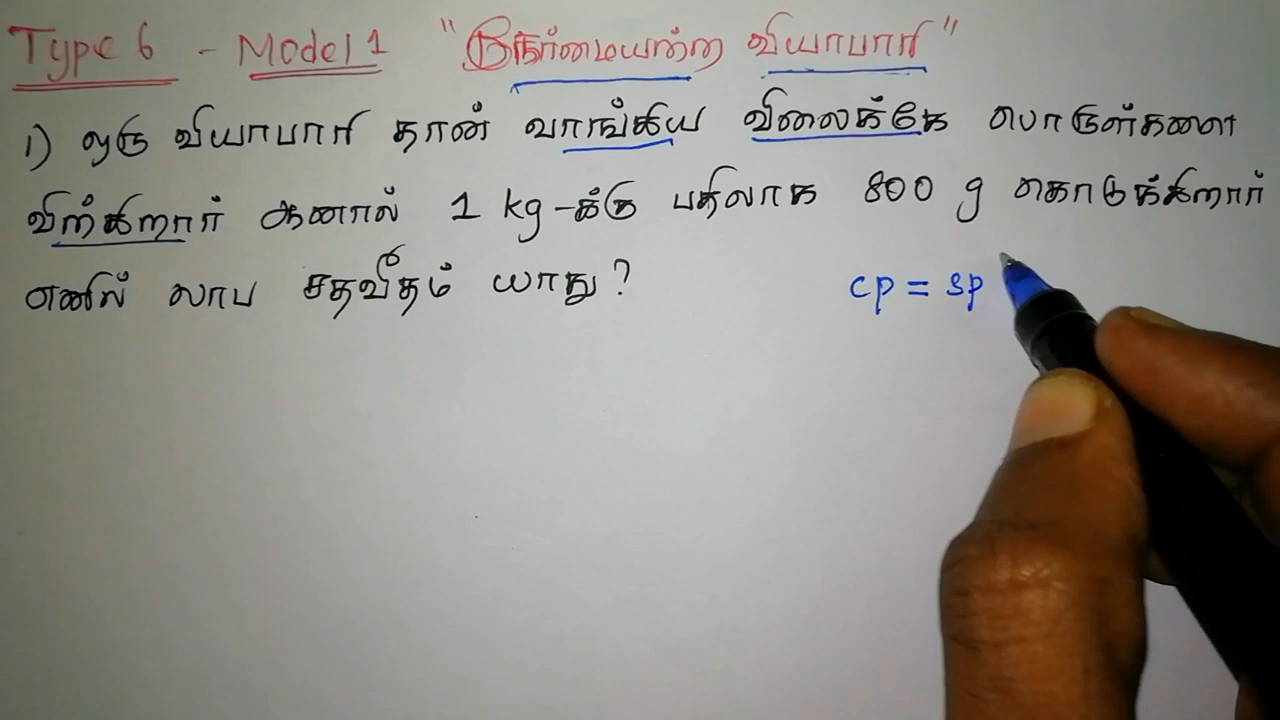 Type 6 - Model 1 "நேர்மையற்ற வியாபாரி"
1) ஒரு வியாபாரி தான் வாங்கிய விலைக்கே பொருள்களை
விற்கிறார் ஆனால் 1 kg-க்கு பதிலாக 800 g கொடுக்கிறார்
எனில் லாப சதவீதம் யாது?
CP = SP